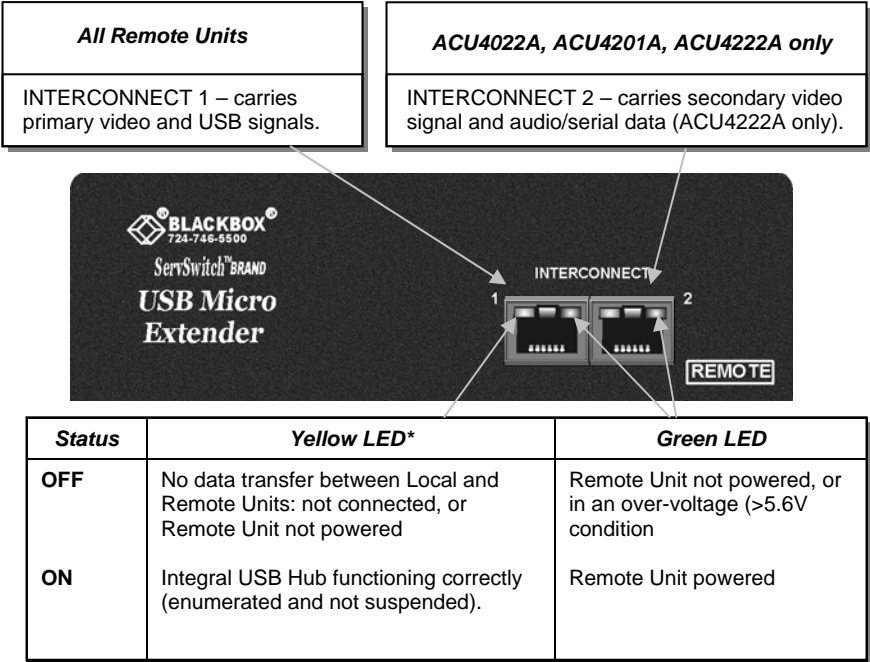 All Remote Units
INTERCONNECT 1 – carries
primary video and USB signals.
ACU4022A, ACU4201A, ACU4222A only
INTERCONNECT 2 – carries secondary video
signal and audio/serial data (ACU4222A only).
®BLACKBOX®
724-746-5500
ServSwitch™BRAND
USB Micro
Extender
INTERCONNECT
1
2
REMOTE
Status
Yellow LED*
Green LED
OFF
No data transfer between Local and
Remote Units: not connected, or
Remote Unit not powered
Remote Unit not powered, or
in an over-voltage (>5.6V
condition
ON
Integral USB Hub functioning correctly
(enumerated and not suspended).
Remote Unit powered